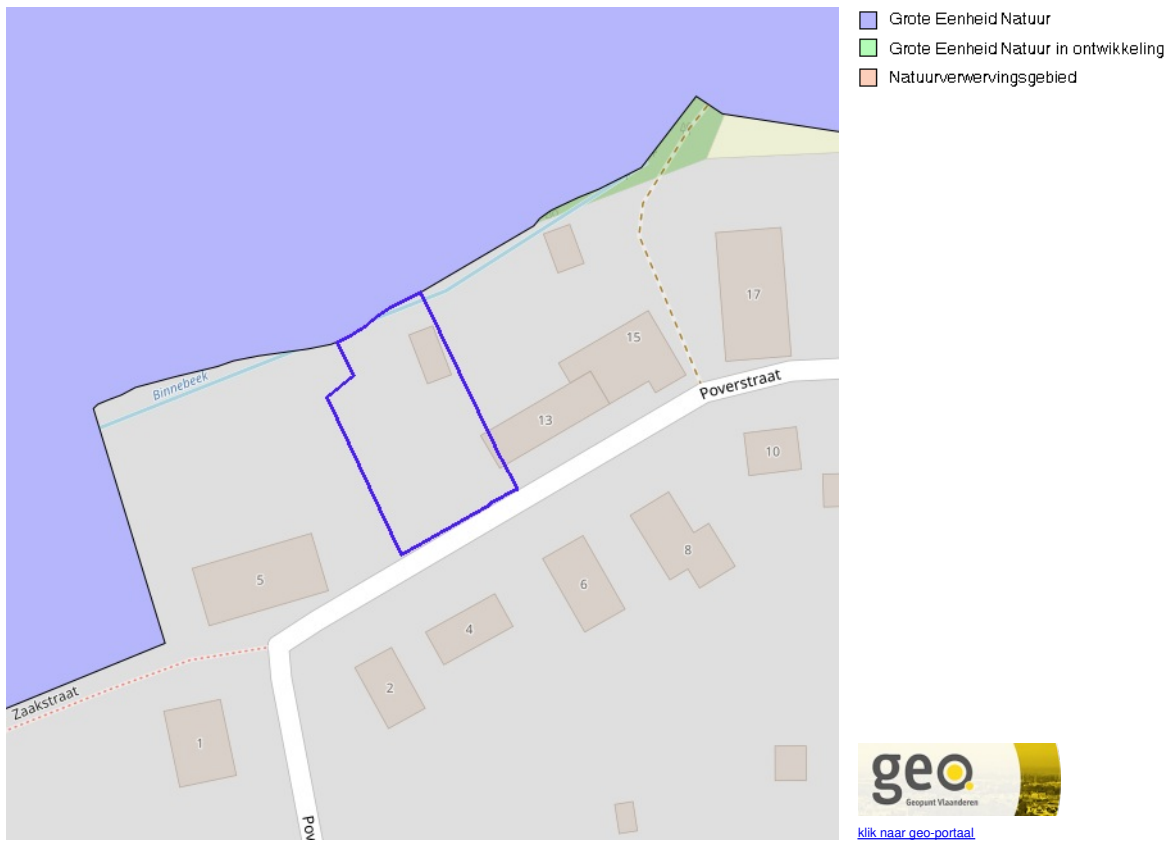 Grote Eenheid Natuur
Grote Eenheid Natuur in ontwikkeling
Natuurverwervingsgebied
Binnebeek
17
15
Poverstraat
13
10
8
5
6
4
2
Zaakstraat
1
Pov
geo.
Geopunt Vlaanderen
klik naar geo-portaal